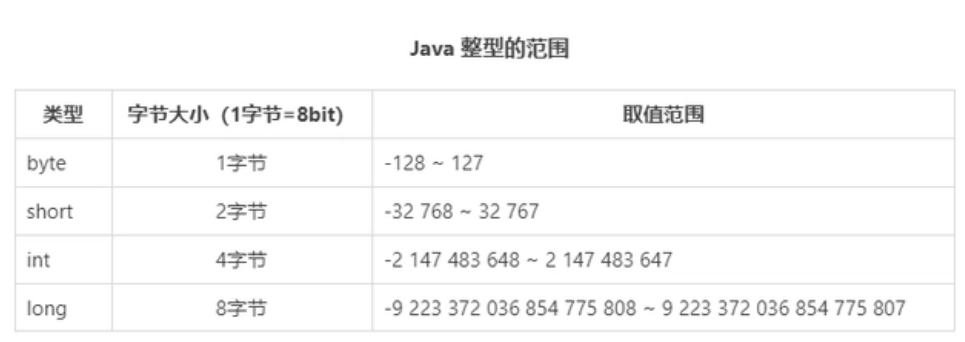 Java 整型的范围
类型 字节大小（1字节=8bit） 取值范围
byte 1字节 -128 ~ 127
short 2字节 -32 768 ~ 32 767
int 4字节 -2 147 483 648 ~ 2 147 483 647
long 8字节 -9 223 372 036 854 775 808 ~ 9 223 372 036 854 775 807